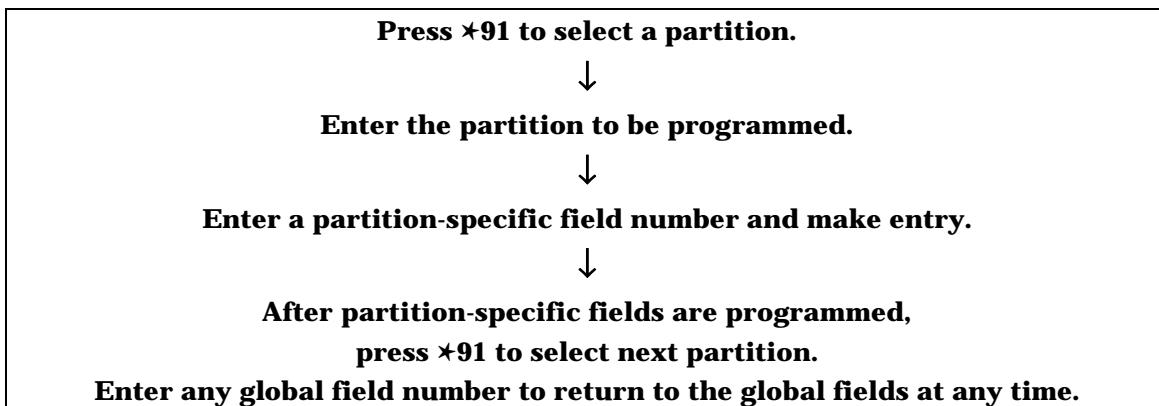 Press ✶91 to select a partition.
↓
Enter the partition to be programmed.
↓
Enter a partition-specific field number and make entry.
↓
After partition-specific fields are programmed,
press ✶91 to select next partition.
Enter any global field number to return to the global fields at any time.